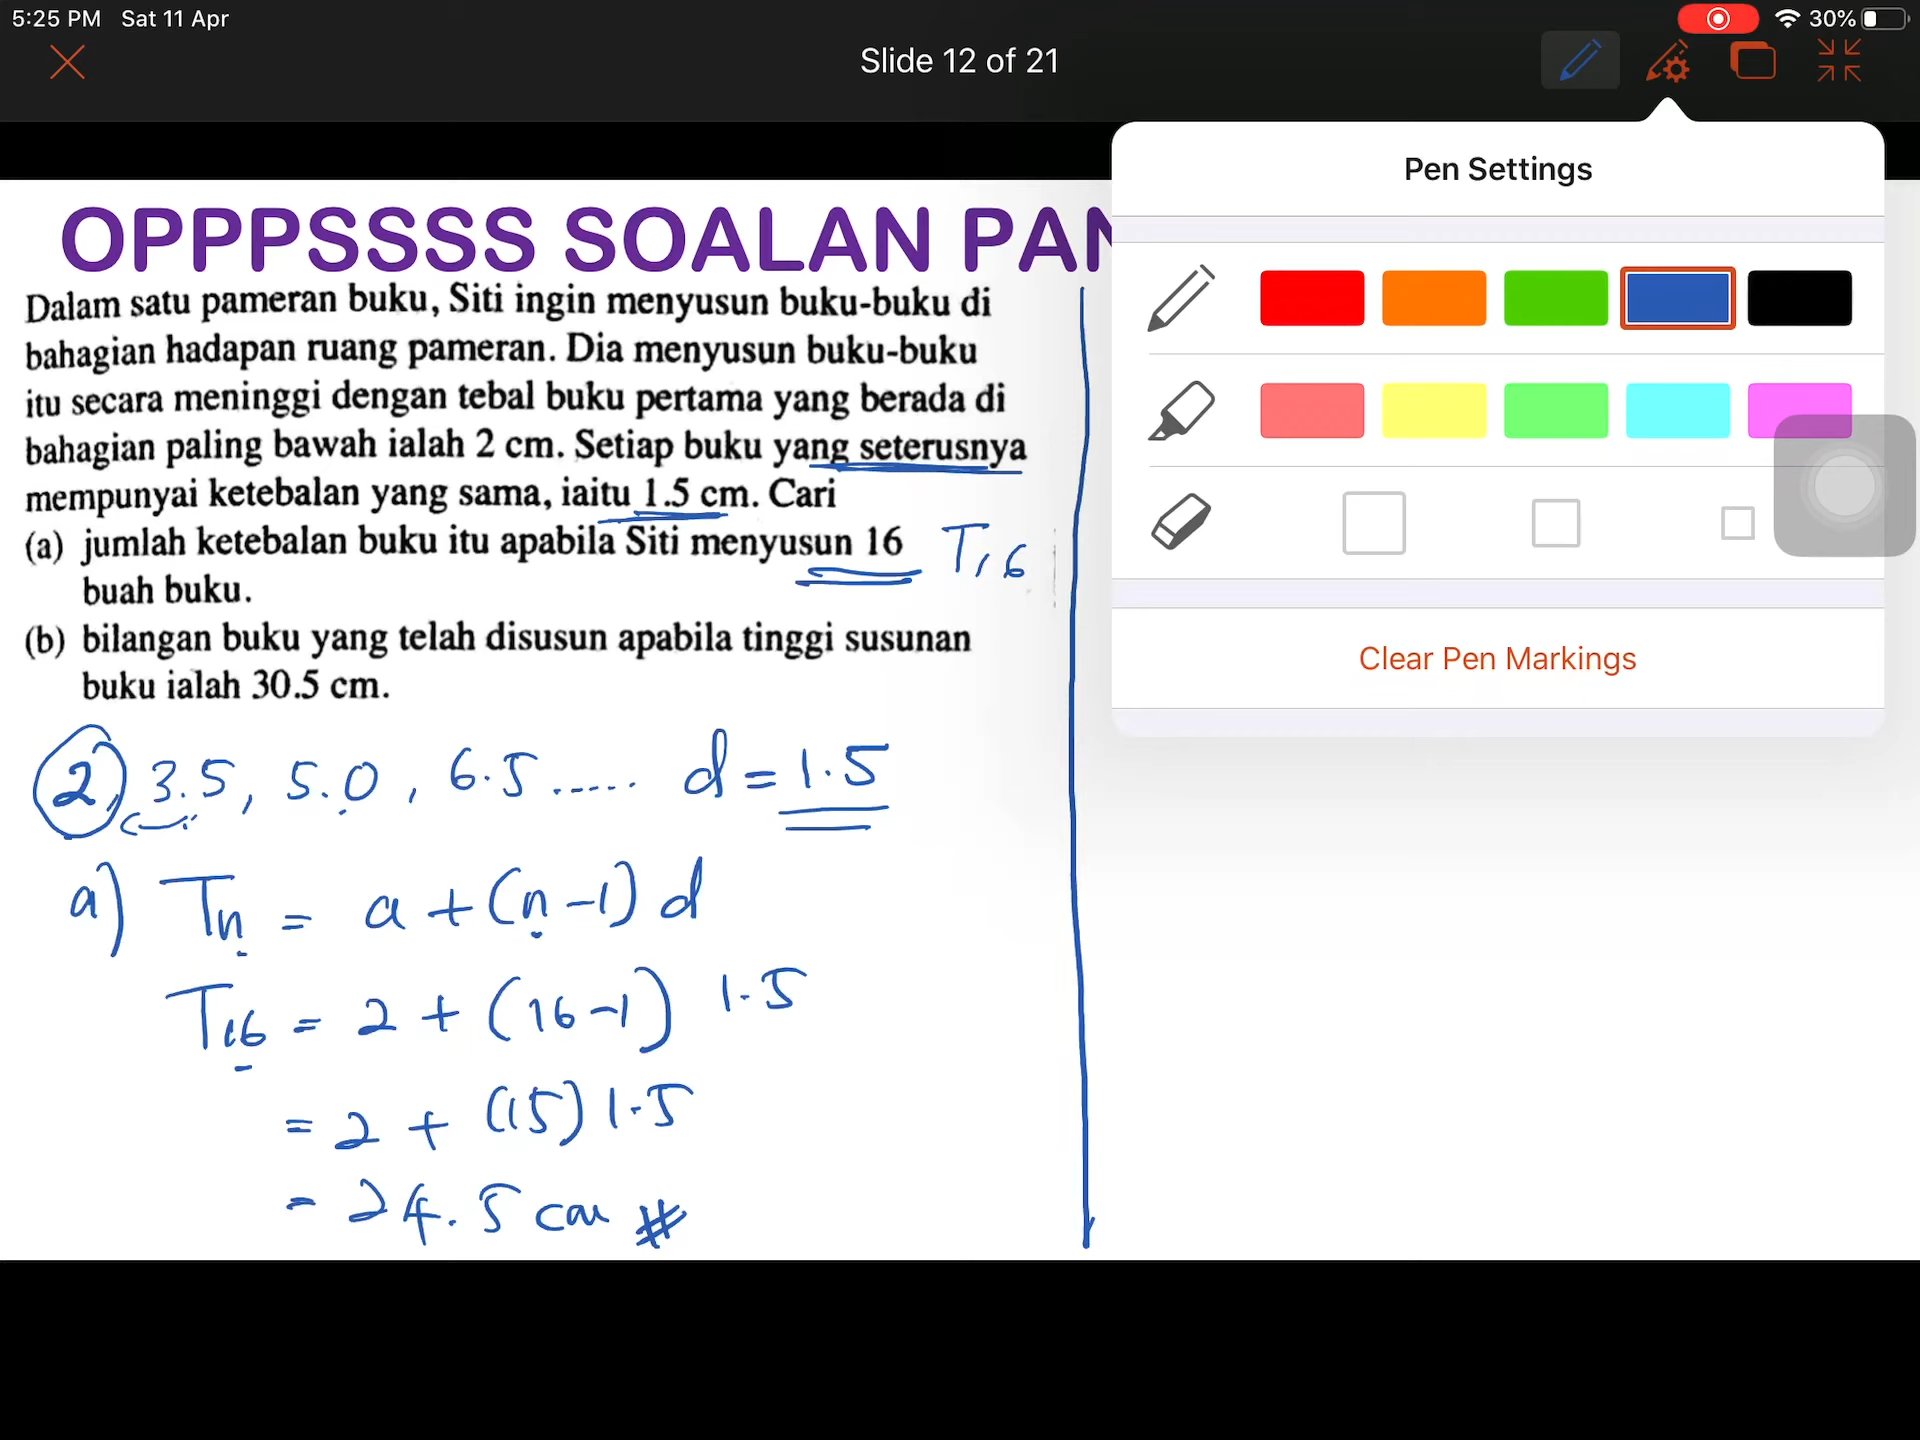 5:25 PM Sat 11 Apr
30%
Slide 12 of 21
Pen Settings
Clear Pen Markings
OPPPSSSS SOALAN
Dalam satu pameran buku, Siti ingin menyusun buku-buku di
bahagian hadapan ruang pameran. Dia menyusun buku-buku
itu secara meninggi dengan tebal buku pertama yang berada di
bahagian paling bawah ialah 2 cm. Setiap buku yang seterusnya
mempunyai ketebalan yang sama, iaitu 1.5 cm. Cari
(a) jumlah ketebalan buku itu apabila Siti menyusun 16 T16
buah buku.
(b) bilangan buku yang telah disusun apabila tinggi susunan
buku ialah 30.5 cm.
2, 3.5, 5.0, 6.5..... d = 1.5
a) Tn = a + (n-1) d
T16 = 2 + (16-1) 1.5
= 2 + (15) 1.5
= 24.5 cm #